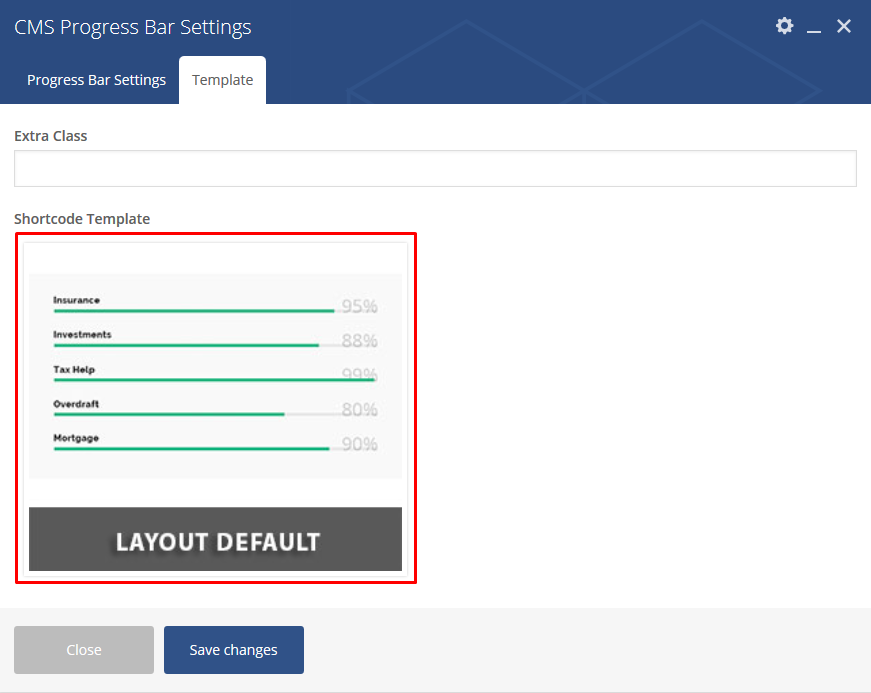 CMS Progress Bar Settings
Progress Bar Settings Template
Extra Class
Shortcode Template
Insurance 95%
Investments 88%
Tax Help 99%
Overdraft 80%
Mortgage 90%
LAYOUT DEFAULT
Close Save changes